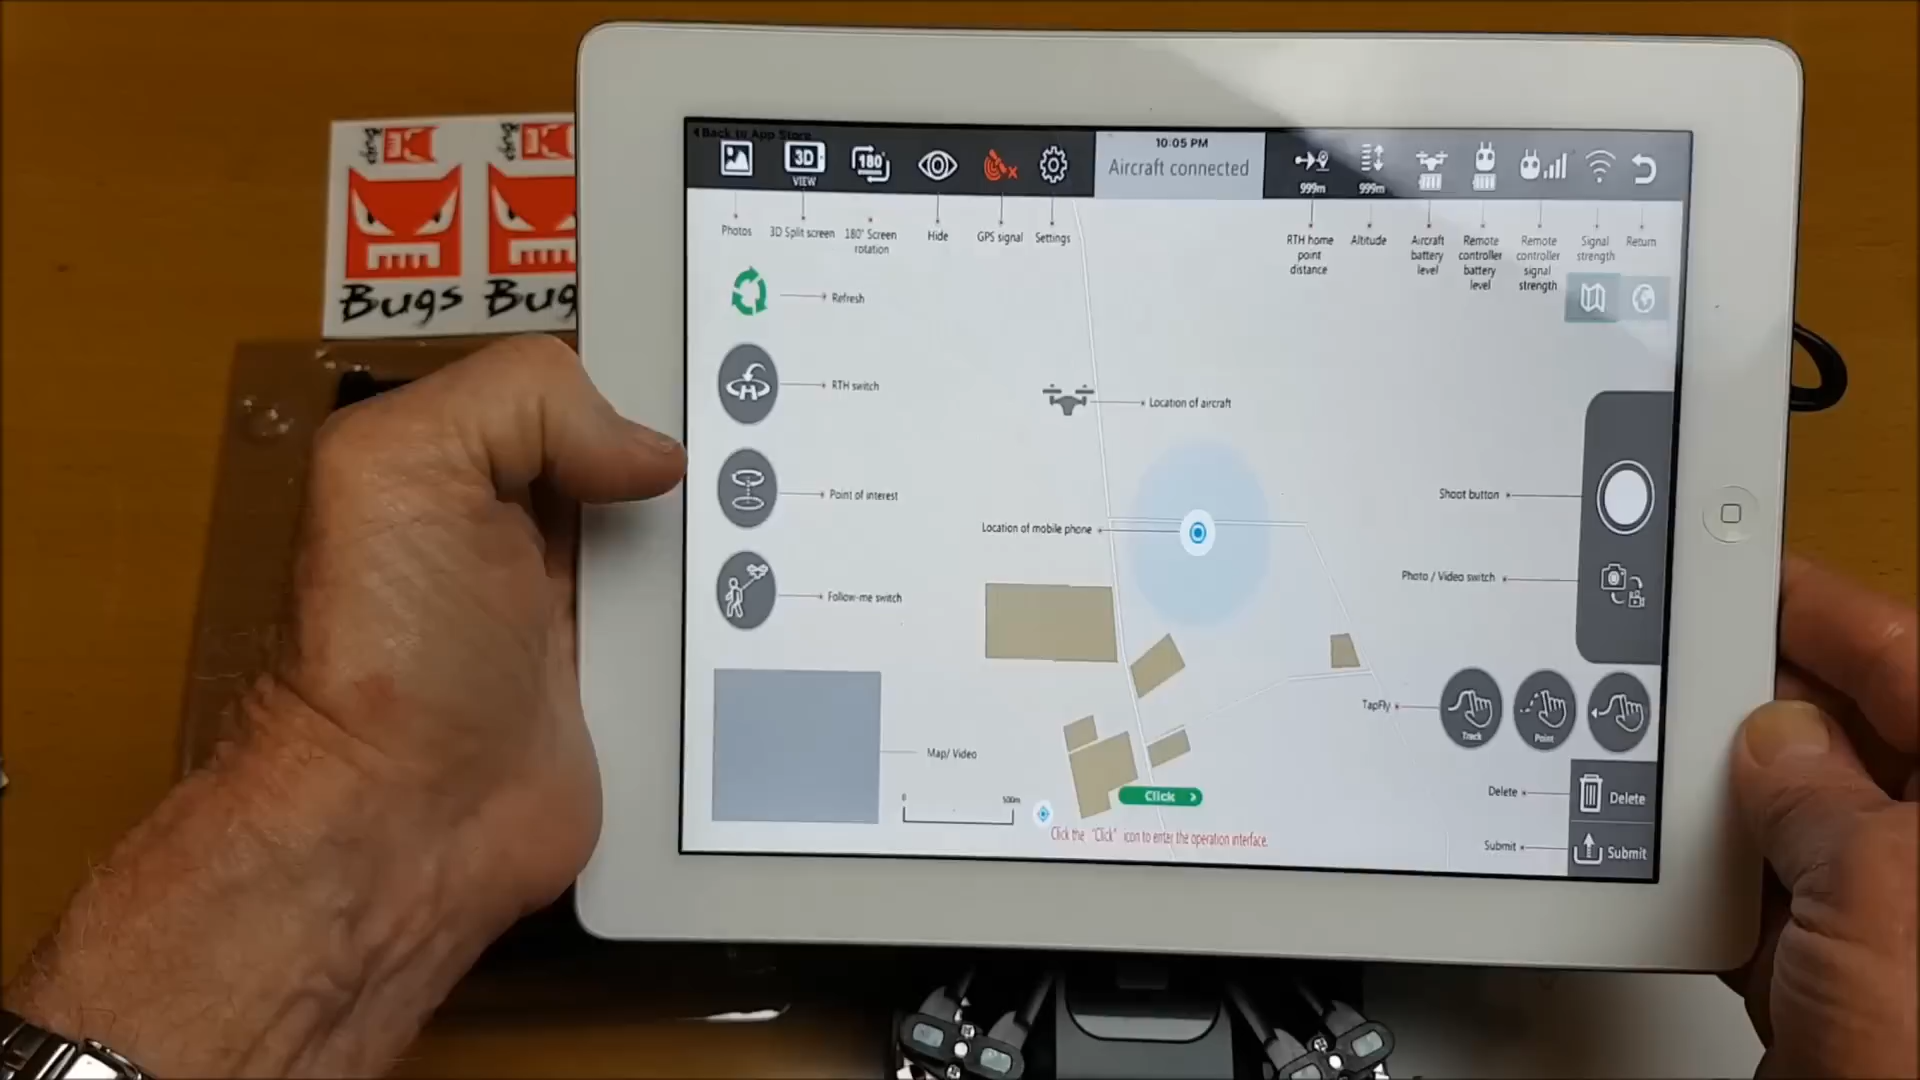 Back to App Store
10:05 PM
Aircraft connected
3D
VIEW
180°
999m
999m
Photos
3D Split screen
180° Screen
rotation
Hide
GPS signal
Settings
RTH home
point
distance
Altitude
Aircraft
battery
level
Remote
controller
battery
level
Remote
controller
signal
strength
Signal
strength
Return
Refresh
H
RTH switch
Location of aircraft
Point of interest
Shoot button
Location of mobile phone
Photo / Video switch
Follow-me switch
TapFly
Track
Point
Map/ Video
0
500m
Click
Click the "Click" icon to enter the operation interface.
Delete
Delete
Submit
Submit
Bugs
Bugs
Bugs
Bug